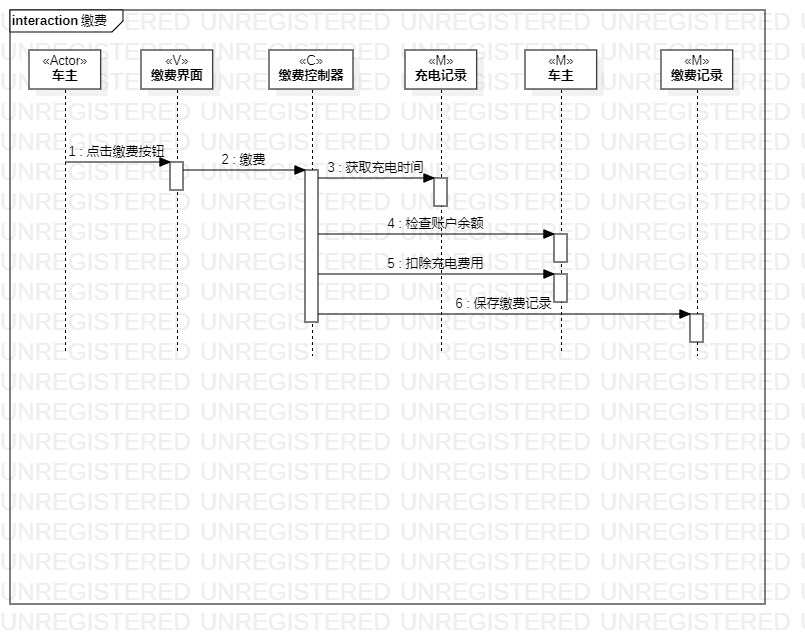 interaction 缴费
«Actor»
车主
«V»
缴费界面
«C»
缴费控制器
«M»
充电记录
«M»
车主
«M»
缴费记录
1 : 点击缴费按钮
2 : 缴费
3 : 获取充电时间
4 : 检查账户余额
5 : 扣除充电费用
6 : 保存缴费记录
UNREGISTERED UNREGISTERED UNREGISTERED UNREGISTERED